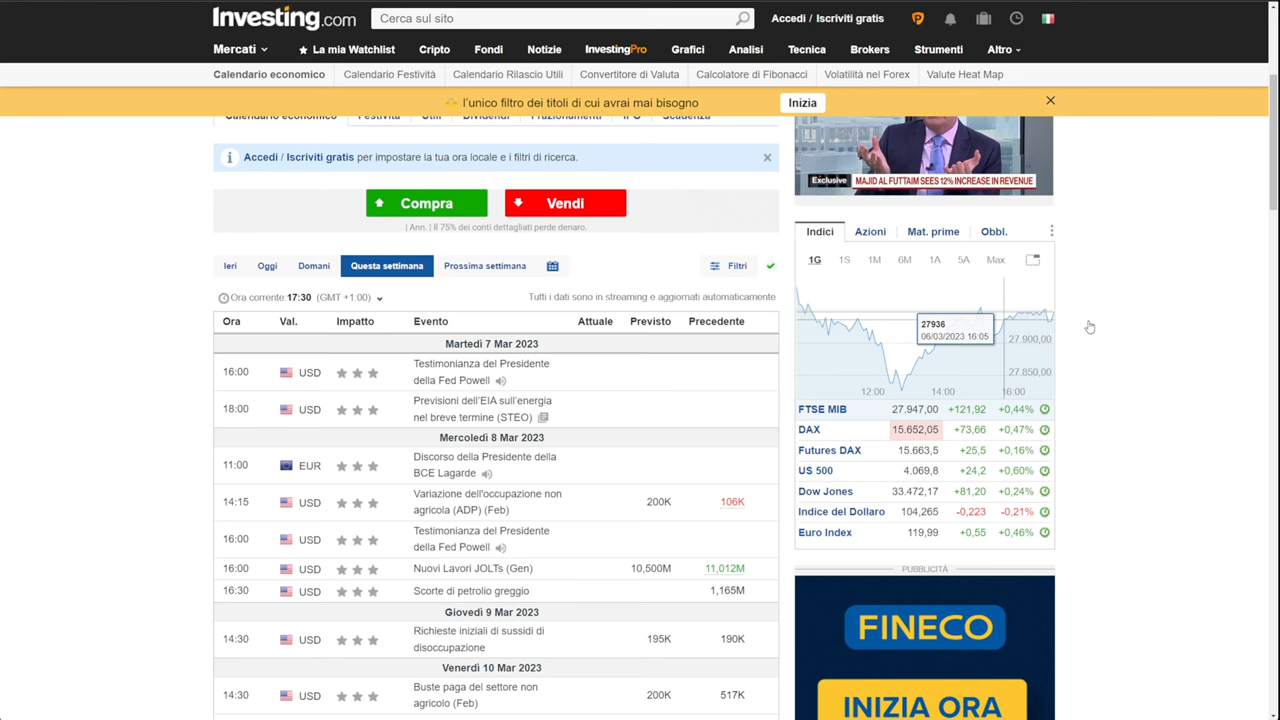 Investing.com
Cerca sul sito
Accedi / Iscriviti gratis
Mercati
La mia Watchlist
Cripto
Fondi
Notizie
InvestingPro
Grafici
Analisi
Tecnica
Brokers
Strumenti
Altro
Calendario economico
Calendario Festività
Calendario Rilascio Utili
Convertitore di Valuta
Calcolatore di Fibonacci
Volatilità nel Forex
Valute Heat Map
l'unico filtro dei titoli di cui avrai mai bisogno
Inizia
Calendario economico
Festività
Utili
Dividendi
Frazionamenti
IPO
Scadenza
Accedi / Iscriviti gratis per impostare la tua ora locale e i filtri di ricerca.
Compra
Vendi
| Ann. | Il 75% dei conti dettagliati perde denaro.
Ieri
Oggi
Domani
Questa settimana
Prossima settimana
Filtri
Ora corrente: 17:30 (GMT +1:00)
Tutti i dati sono in streaming e aggiornati automaticamente
Ora Val. Impatto Evento Attuale Previsto Precedente
Martedì 7 Mar 2023
16:00 USD Testimonianza del Presidente
della Fed Powell
18:00 USD Previsioni dell'EIA sull'energia
nel breve termine (STEO)
Mercoledì 8 Mar 2023
11:00 EUR Discorso della Presidente della
BCE Lagarde
14:15 USD Variazione dell'occupazione non 200K 106K
agricola (ADP) (Feb)
16:00 USD Testimonianza del Presidente
della Fed Powell
16:00 USD Nuovi Lavori JOLTs (Gen) 10,500M 11,012M
16:30 USD Scorte di petrolio greggio 1,165M
Giovedì 9 Mar 2023
14:30 USD Richieste iniziali di sussidi di 195K 190K
disoccupazione
Venerdì 10 Mar 2023
14:30 USD Buste paga del settore non 200K 517K
agricolo (Feb)
Exclusive
MAJID AL FUTTAIM SEES 12% INCREASE IN REVENUE
Indici
Azioni
Mat. prime
Obbl.
1G 1S 1M 6M 1A 5A Max.
27936
06/03/2023 16:05
27.900,00
27.850,00
12:00 14:00 16:00
FTSE MIB 27.947,00 +121,92 +0,44%
DAX 15.652,05 +73,66 +0,47%
Futures DAX 15.663,5 +25,5 +0,16%
US 500 4.069,8 +24,2 +0,60%
Dow Jones 33.472,17 +81,20 +0,24%
Indice del Dollaro 104,265 -0,223 -0,21%
Euro Index 119,99 +0,55 +0,46%
PUBBLICITÀ
FINECO
INIZIA ORA